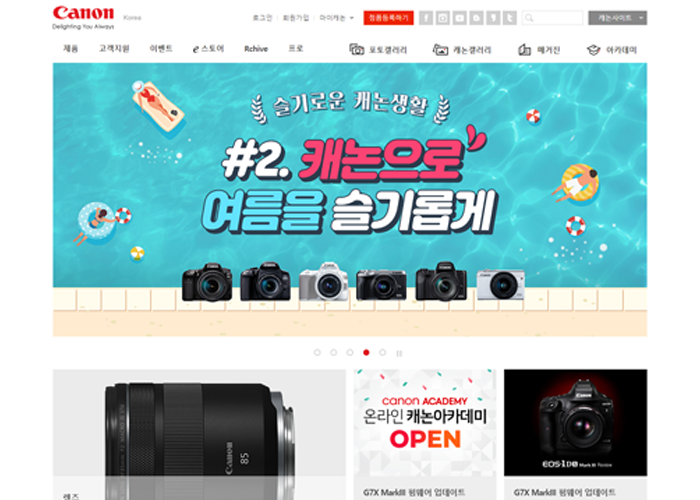 Canon Korea
Delighting You Always
로그인 회원가입 마이캐논 정품등록하기 캐논사이트
제품 고객지원 이벤트 e 스토어 Rchive 프로 포토갤러리 캐논갤러리 매거진 아카데미
슬기로운 캐논생활
#2. 캐논으로
여름을 슬기롭게
Canon
85
렌즈
canon ACADEMY
온라인 캐논아카데미
OPEN
G7X MarkIII 펌웨어 업데이트
EOS-1D X Mark III Review
G7X MarkIII 펌웨어 업데이트